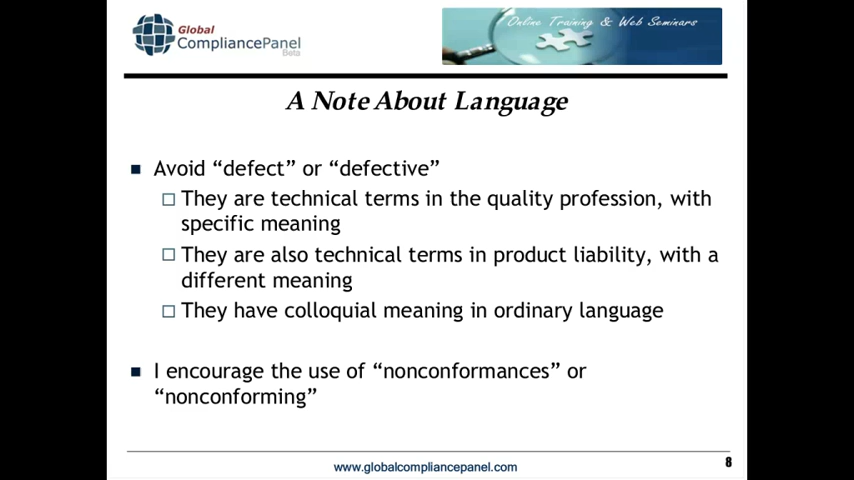 Global
CompliancePanel
Beta
Online Training & Web Seminars
A Note About Language
Avoid “defect” or “defective”
They are technical terms in the quality profession, with
specific meaning
They are also technical terms in product liability, with a
different meaning
They have colloquial meaning in ordinary language
I encourage the use of “nonconformances” or
“nonconforming”
www.globalcompliancepanel.com
8